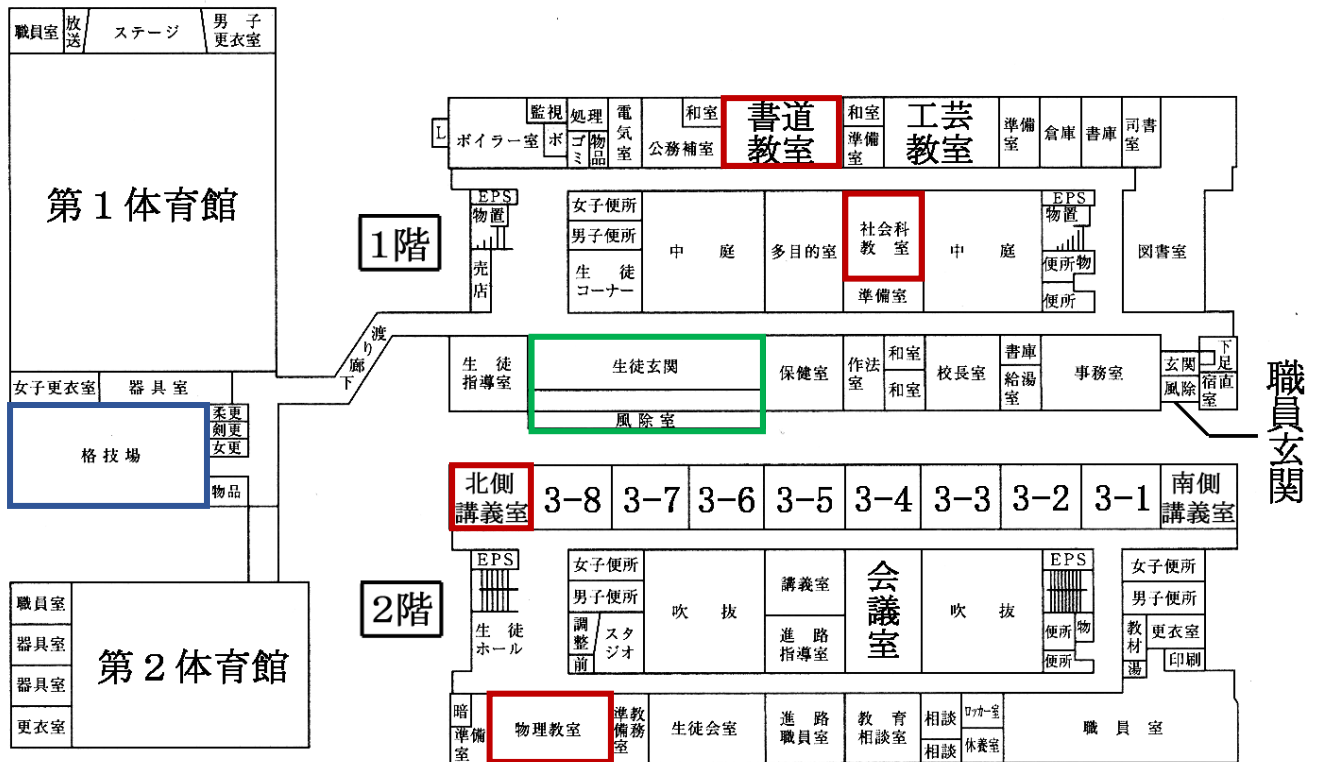 職員室
放送
ステージ
男子
更衣室
第1体育館
女子更衣室
器具室
格技場
柔更
剣更
女更
物品
渡り廊下
職員室
器具室
器具室
更衣室
第2体育館
1階
L
ボイラー室
監視
ボ
処理
ゴミ
物品
電気室
公務補室
和室
書道
教室
和室
準備室
工芸
教室
準備室
倉庫
書庫
司書室
EPS
物置
売店
女子便所
男子便所
生徒
コーナー
中庭
多目的室
社会科
教室
準備室
中庭
EPS
物置
便所
物
便所
図書室
生徒
指導室
生徒玄関
風除室
保健室
作法室
和室
和室
校長室
書庫
給湯室
事務室
玄関
風除
下足
宿直室
職員玄関
2階
北側
講義室
3-8
3-7
3-6
3-5
3-4
3-3
3-2
3-1
南側
講義室
EPS
生徒
ホール
女子便所
男子便所
調整
前
スタジオ
吹抜
講義室
進路
指導室
会議室
吹抜
EPS
便所
物
便所
女子便所
男子便所
教材
湯
更衣室
印刷
暗
準備室
物理教室
準備室
教務
生徒会室
進路
職員室
教育
相談室
相談
相談
ロッカー室
休養室
職員室